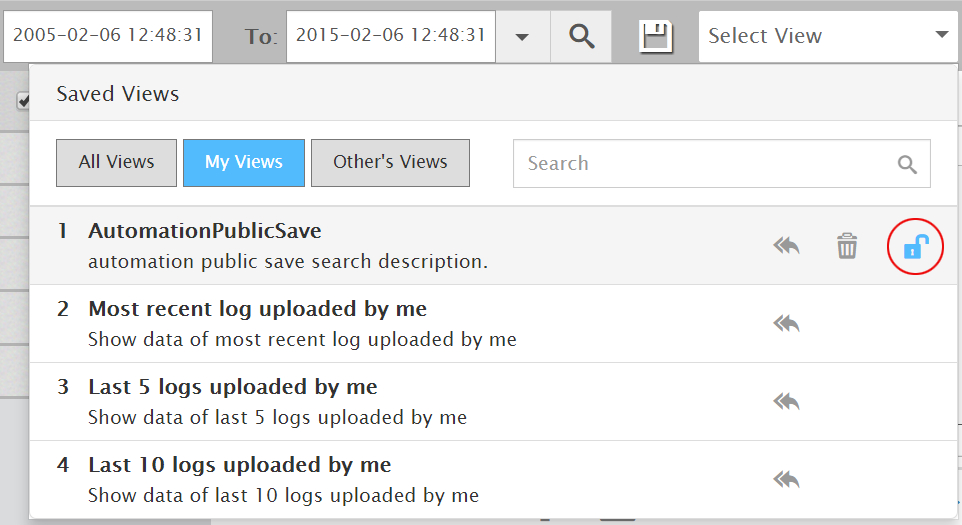 2005-02-06 12:48:31 To: 2015-02-06 12:48:31 Select View
Saved Views
All Views My Views Other's Views Search
1 AutomationPublicSave
automation public save search description.
2 Most recent log uploaded by me
Show data of most recent log uploaded by me
3 Last 5 logs uploaded by me
Show data of last 5 logs uploaded by me
4 Last 10 logs uploaded by me
Show data of last 10 logs uploaded by me